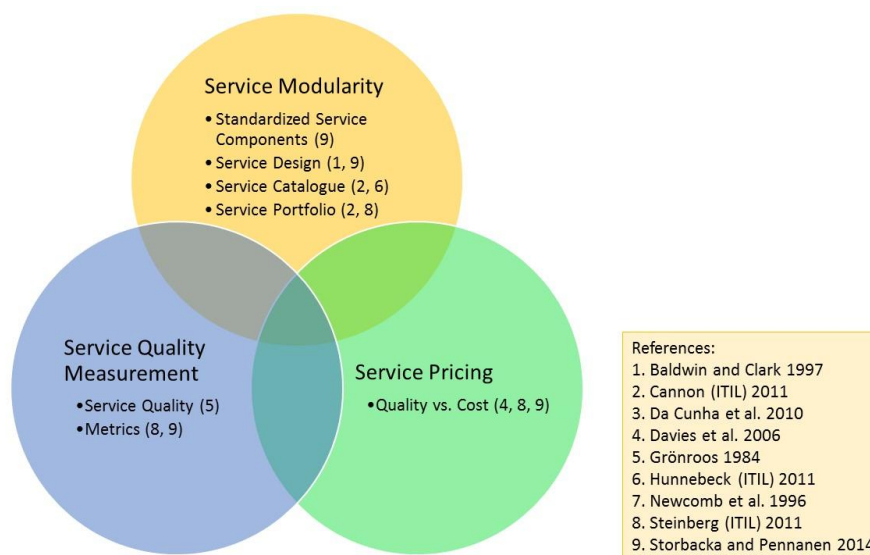 Service Modularity
•Standardized Service
Components (9)
•Service Design (1, 9)
•Service Catalogue (2, 6)
•Service Portfolio (2, 8)
Service Quality
Measurement
•Service Quality (5)
•Metrics (8, 9)
Service Pricing
•Quality vs. Cost (4, 8, 9)
References:
1. Baldwin and Clark 1997
2. Cannon (ITIL) 2011
3. Da Cunha et al. 2010
4. Davies et al. 2006
5. Grönroos 1984
6. Hunnebeck (ITIL) 2011
7. Newcomb et al. 1996
8. Steinberg (ITIL) 2011
9. Storbacka and Pennanen 2014